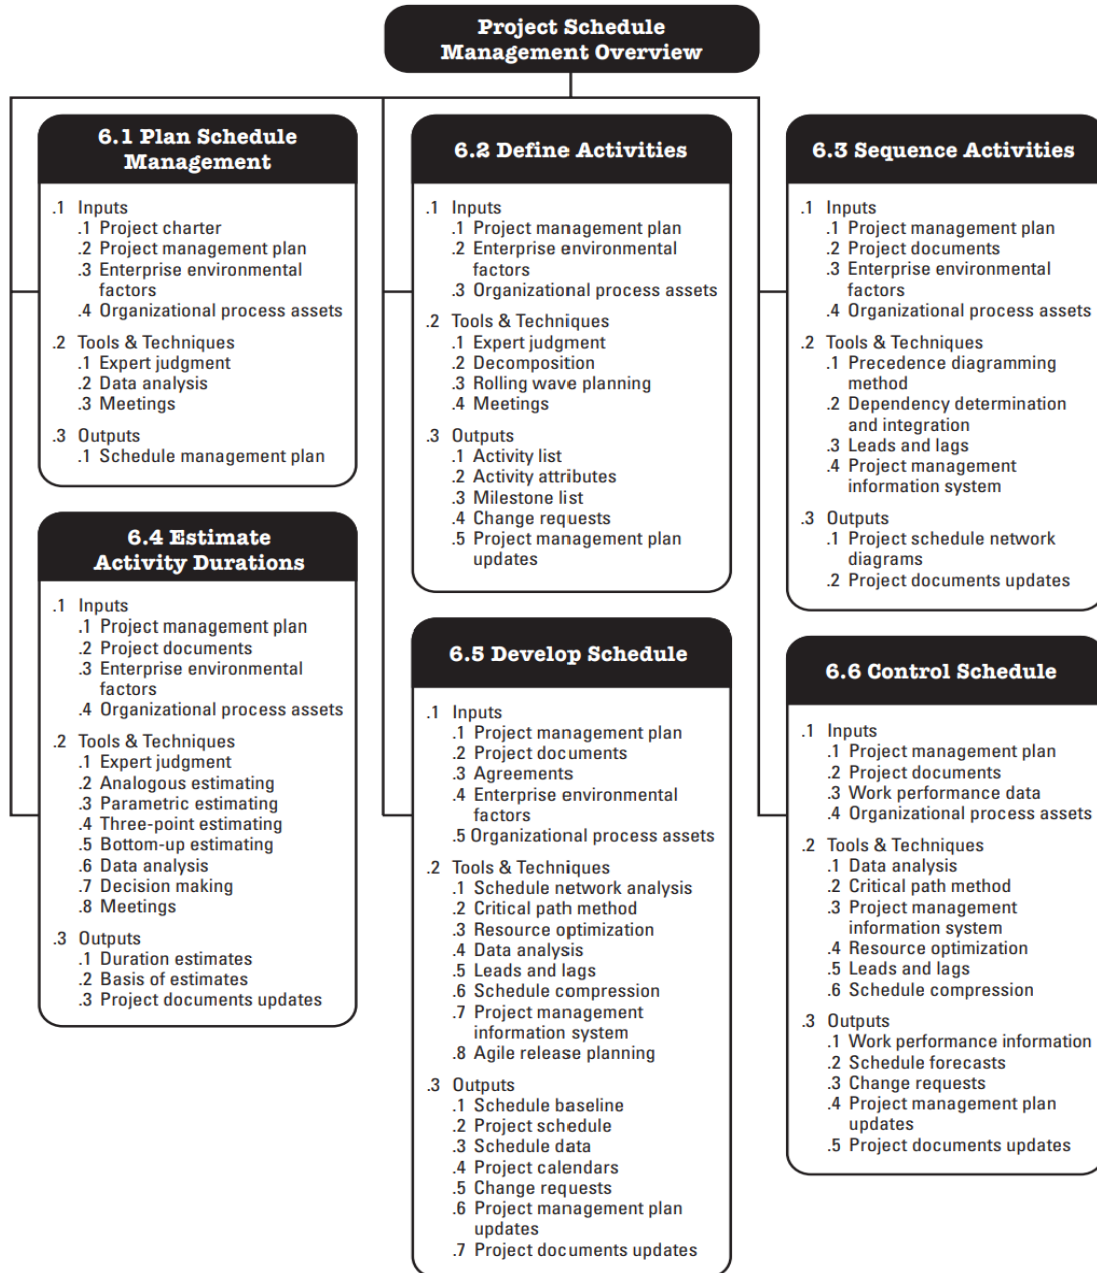 Project Schedule
Management Overview
6.1 Plan Schedule
Management
.1 Inputs
.1 Project charter
.2 Project management plan
.3 Enterprise environmental
factors
.4 Organizational process assets
.2 Tools & Techniques
.1 Expert judgment
.2 Data analysis
.3 Meetings
.3 Outputs
.1 Schedule management plan
6.2 Define Activities
.1 Inputs
.1 Project management plan
.2 Enterprise environmental
factors
.3 Organizational process assets
.2 Tools & Techniques
.1 Expert judgment
.2 Decomposition
.3 Rolling wave planning
.4 Meetings
.3 Outputs
.1 Activity list
.2 Activity attributes
.3 Milestone list
.4 Change requests
.5 Project management plan
updates
6.3 Sequence Activities
.1 Inputs
.1 Project management plan
.2 Project documents
.3 Enterprise environmental
factors
.4 Organizational process assets
.2 Tools & Techniques
.1 Precedence diagramming
method
.2 Dependency determination
and integration
.3 Leads and lags
.4 Project management
information system
.3 Outputs
.1 Project schedule network
diagrams
.2 Project documents updates
6.4 Estimate
Activity Durations
.1 Inputs
.1 Project management plan
.2 Project documents
.3 Enterprise environmental
factors
.4 Organizational process assets
.2 Tools & Techniques
.1 Expert judgment
.2 Analogous estimating
.3 Parametric estimating
.4 Three-point estimating
.5 Bottom-up estimating
.6 Data analysis
.7 Decision making
.8 Meetings
.3 Outputs
.1 Duration estimates
.2 Basis of estimates
.3 Project documents updates
6.5 Develop Schedule
.1 Inputs
.1 Project management plan
.2 Project documents
.3 Agreements
.4 Enterprise environmental
factors
.5 Organizational process assets
.2 Tools & Techniques
.1 Schedule network analysis
.2 Critical path method
.3 Resource optimization
.4 Data analysis
.5 Leads and lags
.6 Schedule compression
.7 Project management
information system
.8 Agile release planning
.3 Outputs
.1 Schedule baseline
.2 Project schedule
.3 Schedule data
.4 Project calendars
.5 Change requests
.6 Project management plan
updates
.7 Project documents updates
6.6 Control Schedule
.1 Inputs
.1 Project management plan
.2 Project documents
.3 Work performance data
.4 Organizational process assets
.2 Tools & Techniques
.1 Data analysis
.2 Critical path method
.3 Project management
information system
.4 Resource optimization
.5 Leads and lags
.6 Schedule compression
.3 Outputs
.1 Work performance information
.2 Schedule forecasts
.3 Change requests
.4 Project management plan
updates
.5 Project documents updates